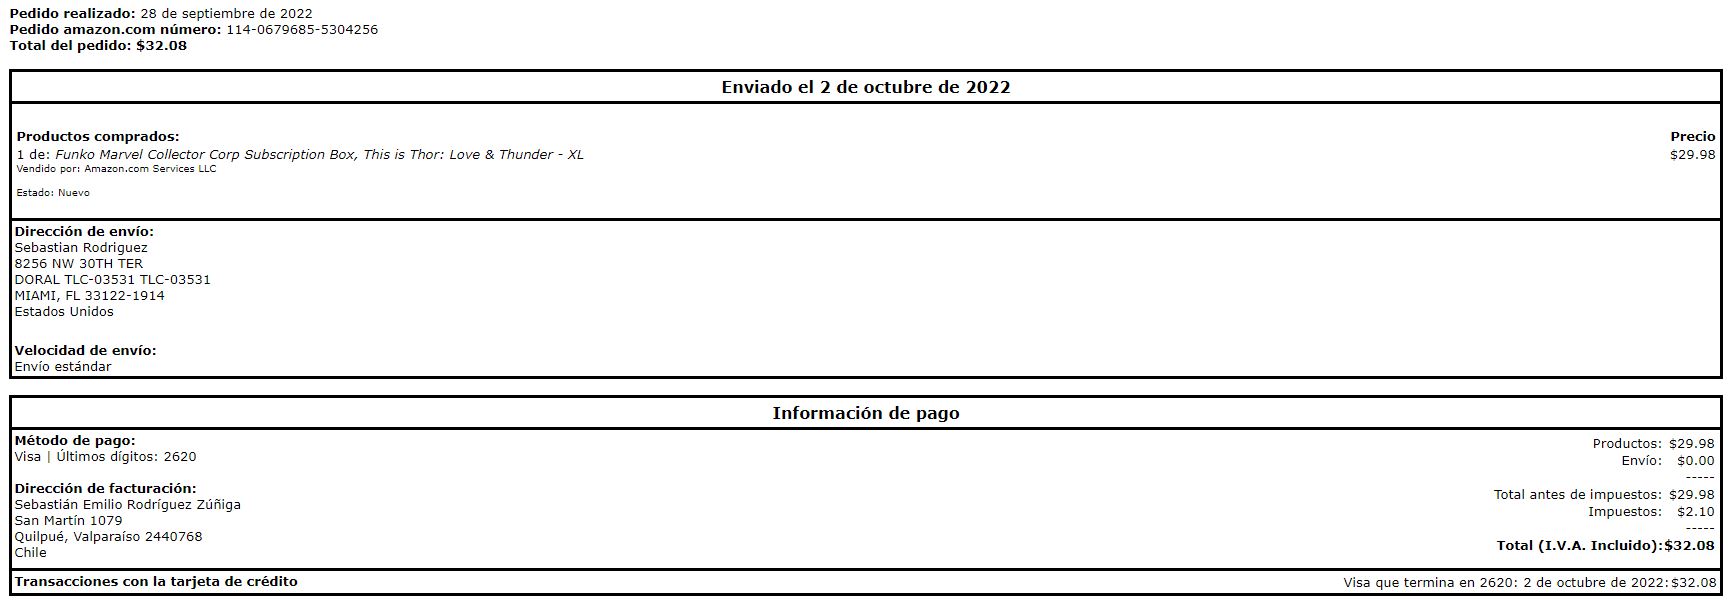 Pedido realizado: 28 de septiembre de 2022
Pedido amazon.com número: 114-0679685-5304256
Total del pedido: $32.08
Enviado el 2 de octubre de 2022
Productos comprados: Precio
1 de: Funko Marvel Collector Corp Subscription Box, This is Thor: Love & Thunder - XL $29.98
Vendido por: Amazon.com Services LLC
Estado: Nuevo
Dirección de envío:
Sebastian Rodriguez
8256 NW 30TH TER
DORAL TLC-03531 TLC-03531
MIAMI, FL 33122-1914
Estados Unidos
Velocidad de envío:
Envío estándar
Información de pago
Método de pago:
Visa | Últimos dígitos: 2620
Dirección de facturación:
Sebastián Emilio Rodríguez Zúñiga
San Martín 1079
Quilpué, Valparaíso 2440768
Chile
Productos: $29.98
Envío: $0.00
-----
Total antes de impuestos: $29.98
Impuestos: $2.10
-----
Total (I.V.A. Incluido): $32.08
Transacciones con la tarjeta de crédito Visa que termina en 2620: 2 de octubre de 2022: $32.08